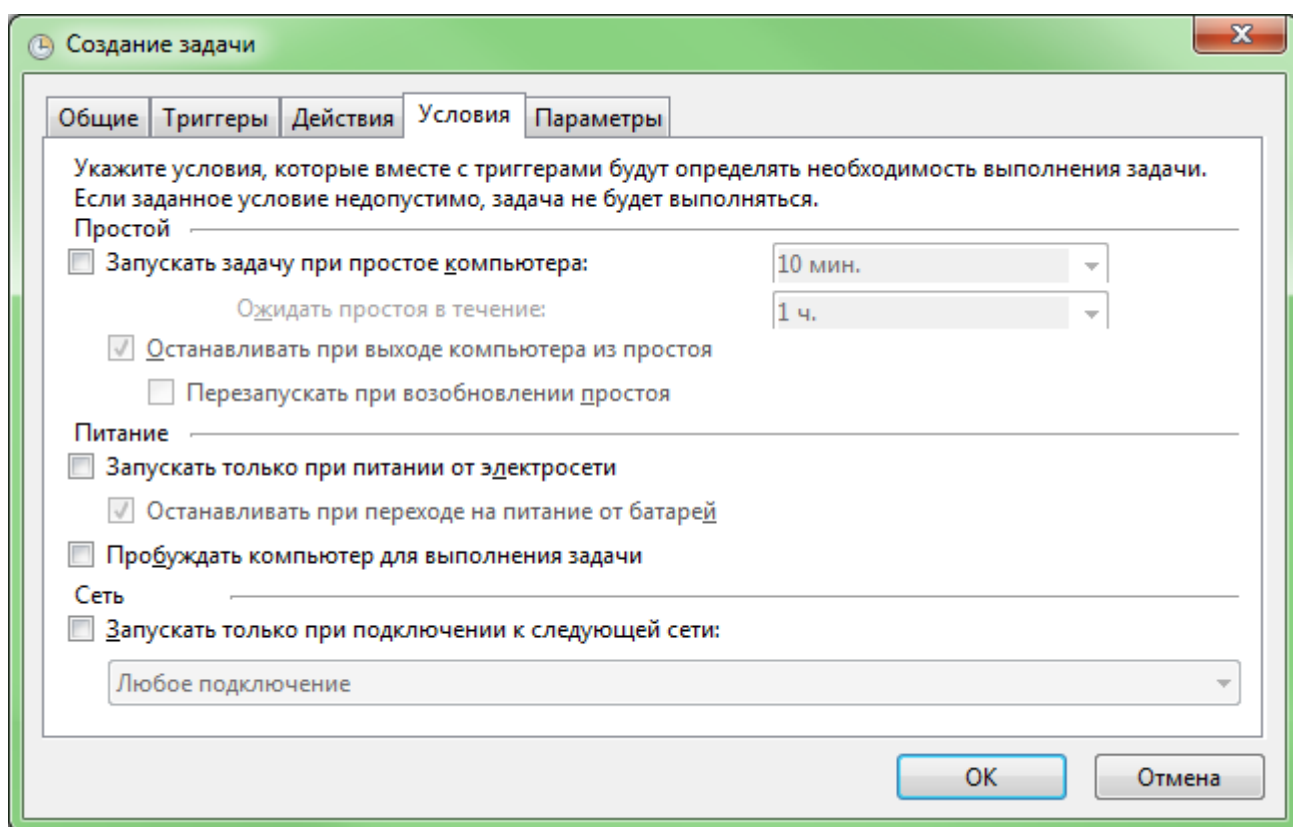 Создание задачи
Общие Триггеры Действия Условия Параметры
Укажите условия, которые вместе с триггерами будут определять необходимость выполнения задачи.
Если заданное условие недопустимо, задача не будет выполняться.
Простой
Запускать задачу при простое компьютера: 10 мин.
Ожидать простоя в течение: 1 ч.
Останавливать при выходе компьютера из простоя
Перезапускать при возобновлении простоя
Питание
Запускать только при питании от электросети
Останавливать при переходе на питание от батарей
Пробуждать компьютер для выполнения задачи
Сеть
Запускать только при подключении к следующей сети:
Любое подключение
OK Отмена